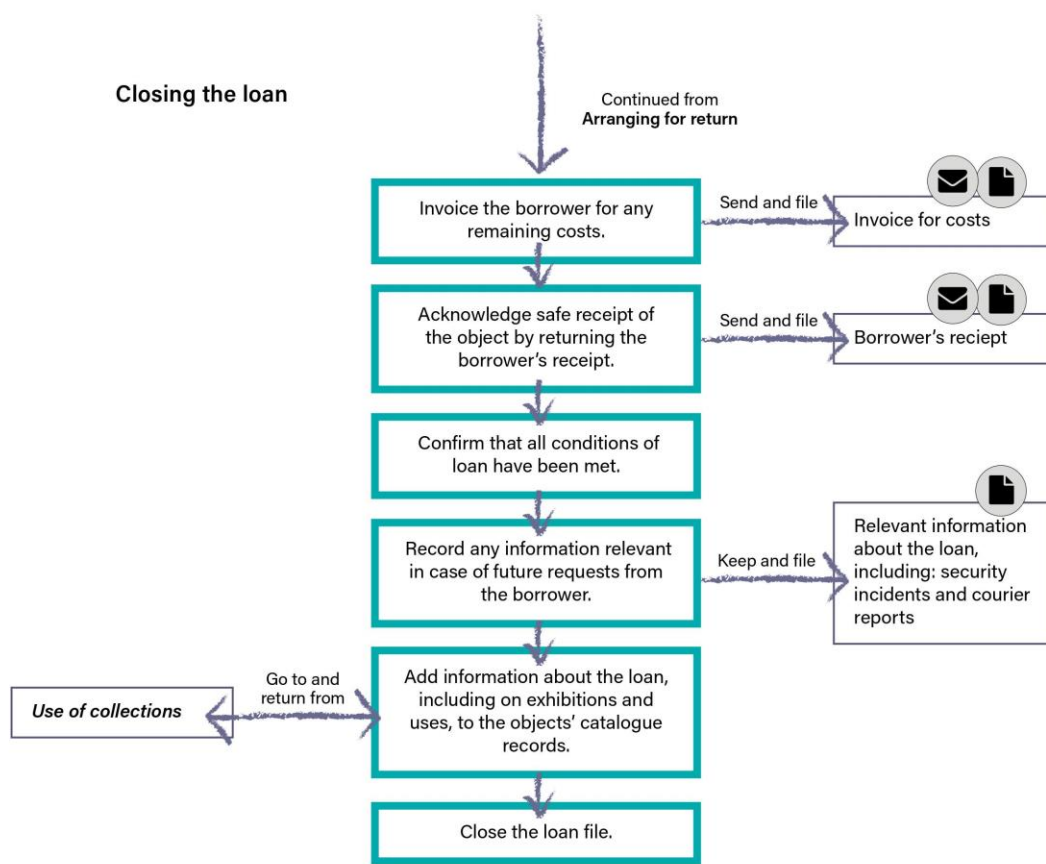 Closing the loan
Continued from
Arranging for return
Invoice the borrower for any
remaining costs.
Send and file
Invoice for costs
Acknowledge safe receipt of
the object by returning the
borrower’s receipt.
Send and file
Borrower’s reciept
Confirm that all conditions of
loan have been met.
Record any information relevant
in case of future requests from
the borrower.
Keep and file
Relevant information
about the loan,
including: security
incidents and courier
reports
Add information about the loan,
including on exhibitions and
uses, to the objects’ catalogue
records.
Go to and
return from
Use of collections
Close the loan file.